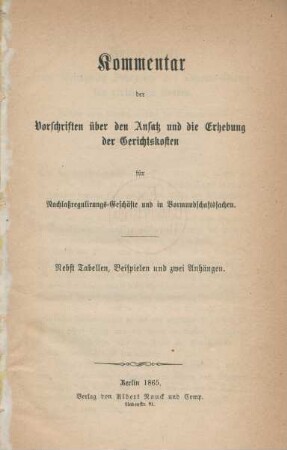 Kommentar
der
Vorschriften über den Ansatz und die Erhebung
der Gerichtskosten
für
Nachlaßregulirungs-Geschäfte und in Vormundschaftssachen.
Nebst Tabellen, Beispielen und zwei Anhängen.
Berlin 1865.
Verlag von Albert Nauck und Comp.